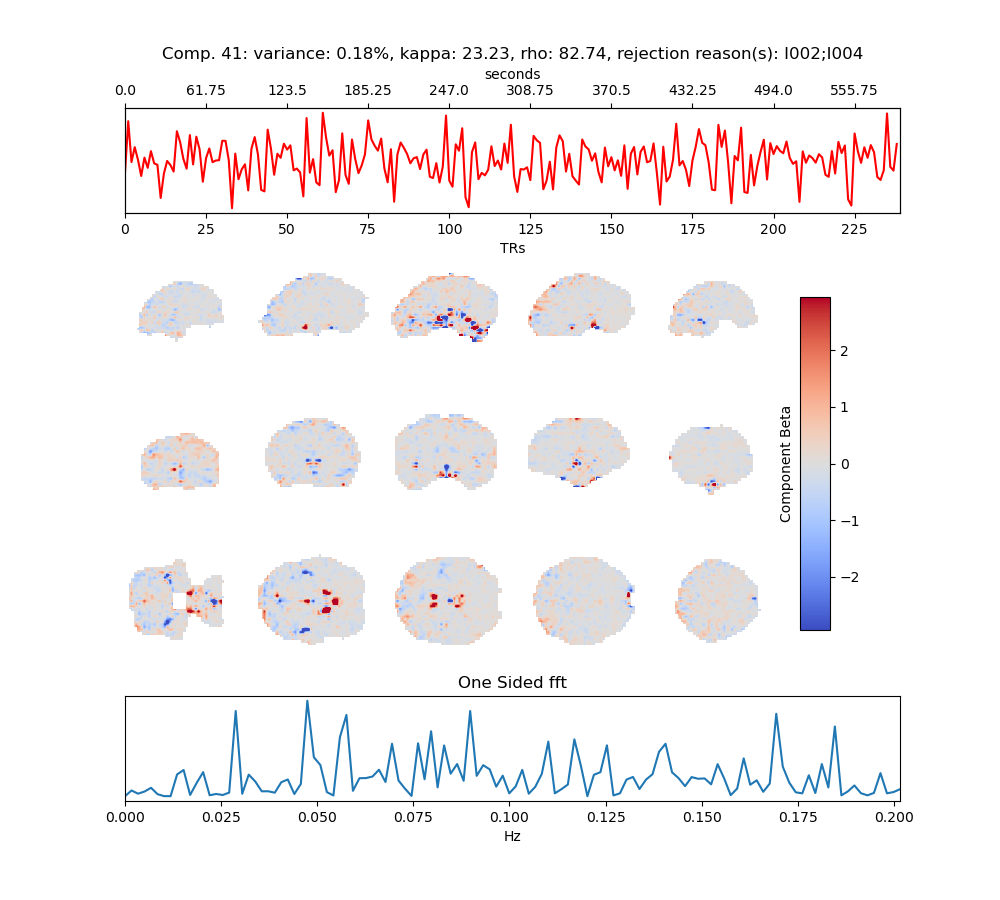 Comp. 41: variance: 0.18%, kappa: 23.23, rho: 82.74, rejection reason(s): I002;I004
seconds
0.0 61.75 123.5 185.25 247.0 308.75 370.5 432.25 494.0 555.75
0 25 50 75 100 125 150 175 200 225
TRs
2
1
0
−1
−2
Component Beta
One Sided fft
0.000 0.025 0.050 0.075 0.100 0.125 0.150 0.175 0.200
Hz